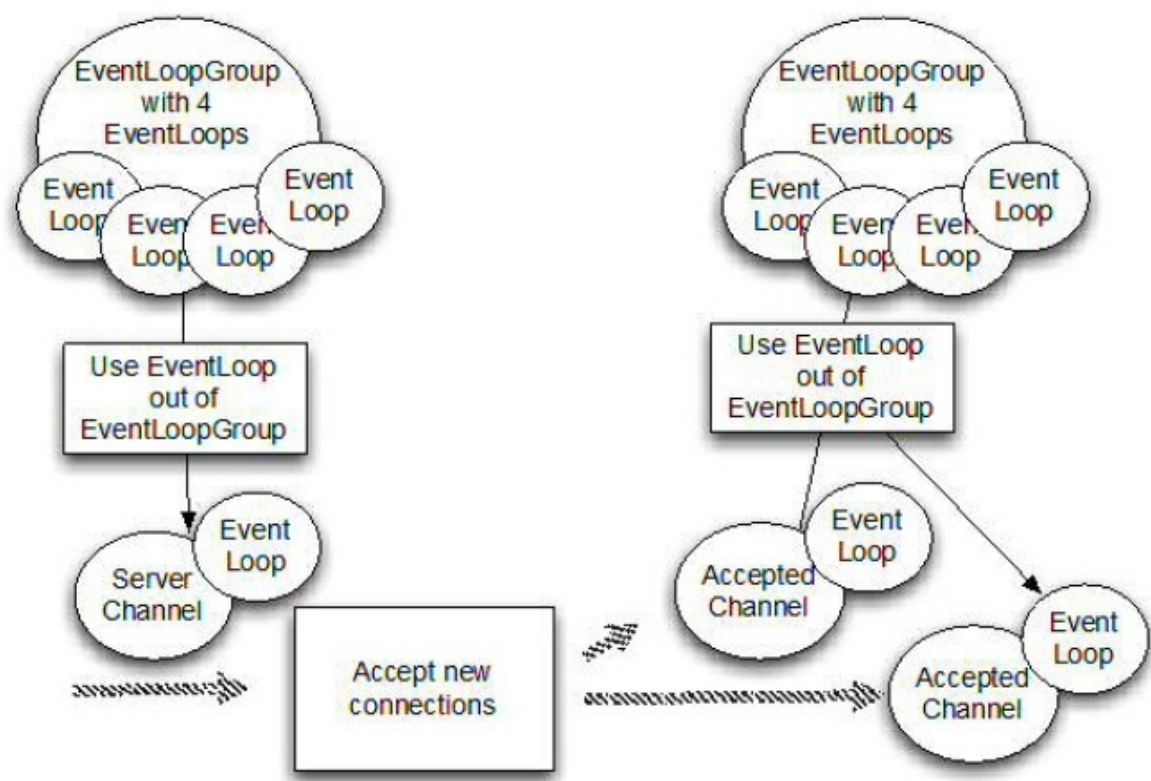 EventLoopGroup
with 4
EventLoops
Event
Loop
Event
Loop
Event
Loop
Event
Loop
Use EventLoop
out of
EventLoopGroup
Event
Loop
Server
Channel
Accept new
connections
EventLoopGroup
with 4
EventLoops
Event
Loop
Event
Loop
Event
Loop
Event
Loop
Use EventLoop
out of
EventLoopGroup
Event
Loop
Accepted
Channel
Event
Loop
Accepted
Channel